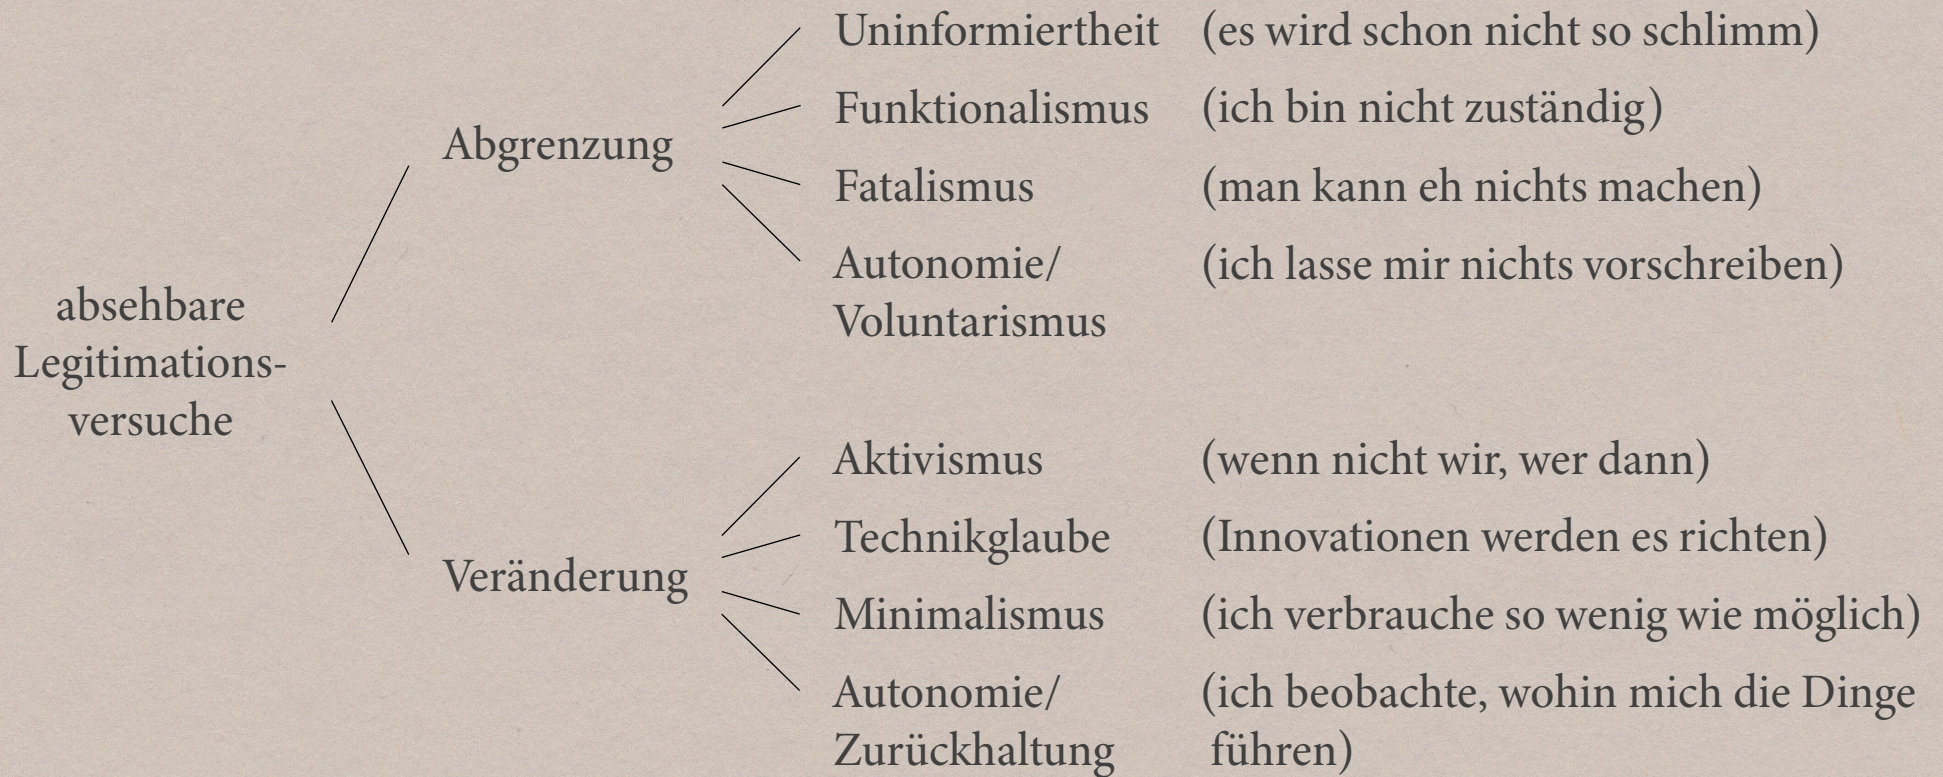 absehbare
Legitimations-
versuche
Abgrenzung
Uninformiertheit (es wird schon nicht so schlimm)
Funktionalismus (ich bin nicht zuständig)
Fatalismus (man kann eh nichts machen)
Autonomie/ (ich lasse mir nichts vorschreiben)
Voluntarismus
Veränderung
Aktivismus (wenn nicht wir, wer dann)
Technikglaube (Innovationen werden es richten)
Minimalismus (ich verbrauche so wenig wie möglich)
Autonomie/ (ich beobachte, wohin mich die Dinge
Zurückhaltung führen)